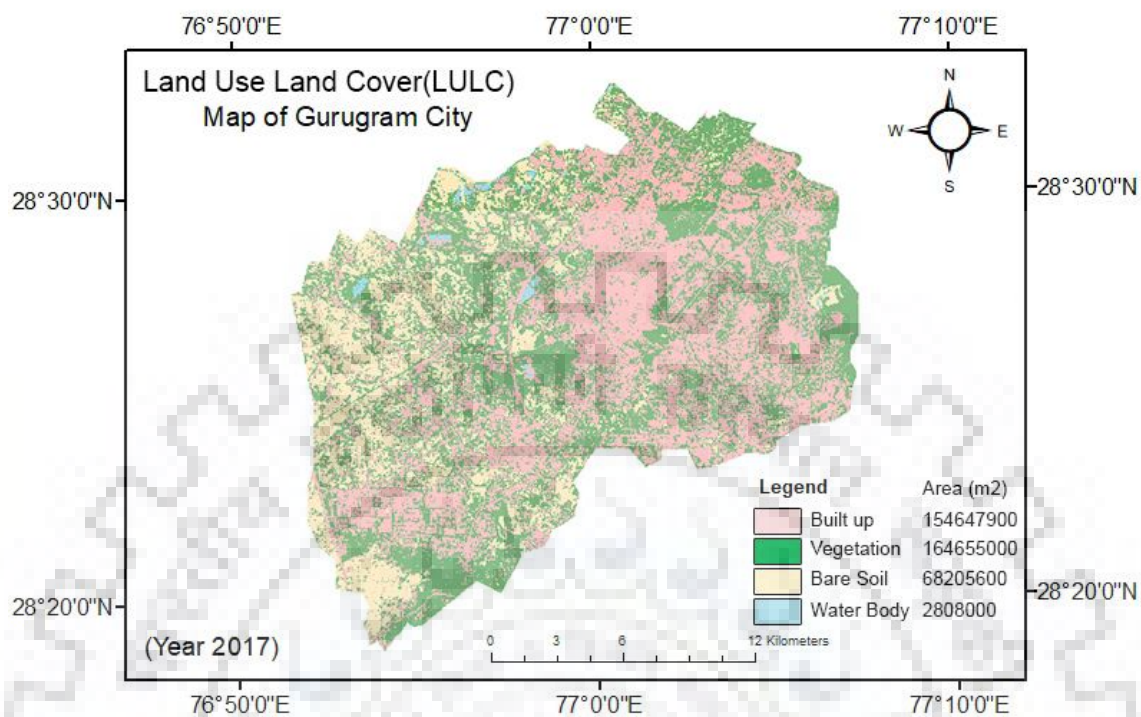 76°50'0"E 77°0'0"E 77°10'0"E
Land Use Land Cover(LULC)
Map of Gurugram City
N
W E
S
28°30'0"N 28°30'0"N
Legend Area (m2)
Built up 154647900
Vegetation 164655000
Bare Soil 68205600
Water Body 2808000
28°20'0"N 28°20'0"N
(Year 2017)
0 3 6 12 Kilometers
76°50'0"E 77°0'0"E 77°10'0"E